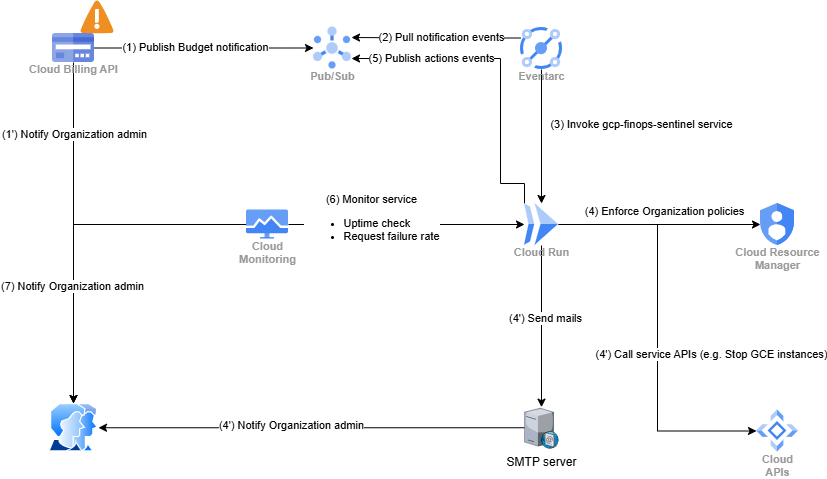 (2) Pull notification events
(1) Publish Budget notification
(5) Publish actions events
Cloud Billing API
Pub/Sub
Eventarc
(3) Invoke gcp-finops-sentinel service
(1') Notify Organization admin
(6) Monitor service
• Uptime check
• Request failure rate
(4) Enforce Organization policies
Cloud
Monitoring
Cloud Run
Cloud Resource
Manager
(7) Notify Organization admin
(4') Send mails
(4') Call service APIs (e.g. Stop GCE instances)
(4') Notify Organization admin
SMTP server
Cloud
APIs